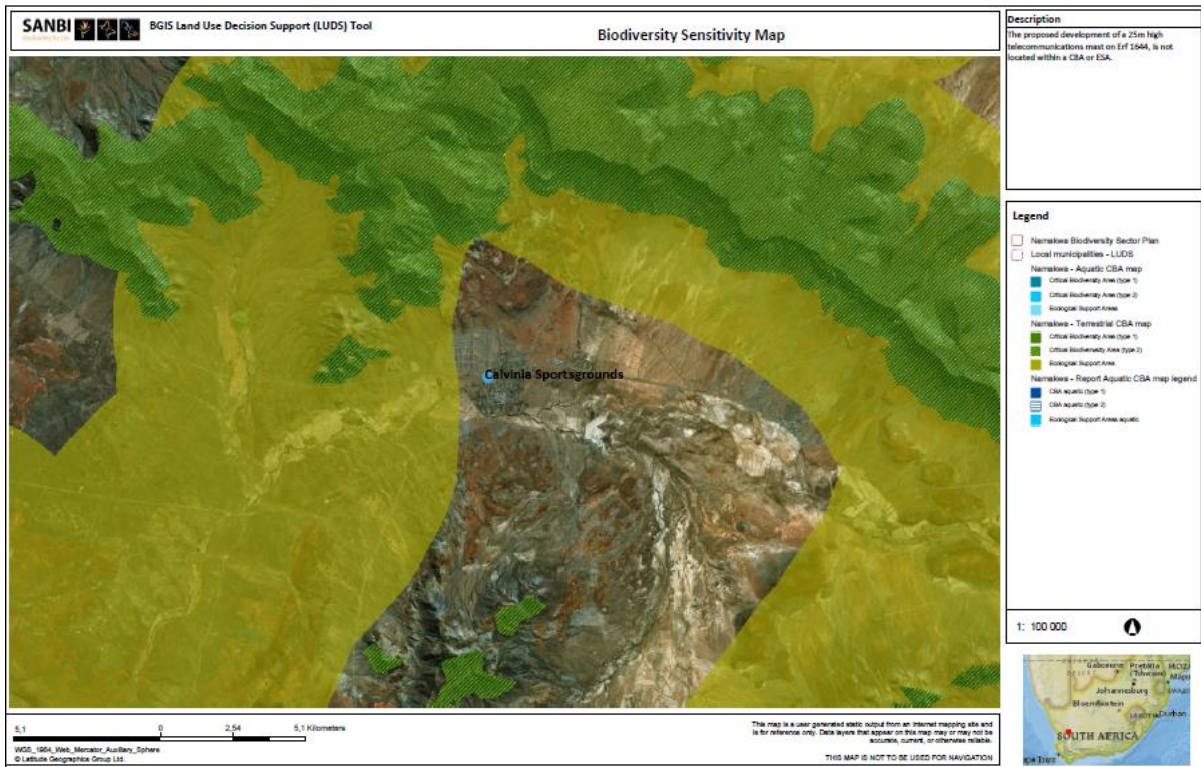 SANBI
BGIS Land Use Decision Support (LUDS) Tool
Biodiversity Sensitivity Map
Description
The proposed development of a 25m high
telecommunications mast on Erf 1644, is not
located within a CBA or ESA.
Calvinia Sportsgrounds
Legend
Namakwa Biodiversity Sector Plan
Local municipalities - LUDS
Namakwa - Aquatic CBA map
Critical Biodiversity Area (type 1)
Critical Biodiversity Area (type 2)
Ecological Support Areas
Namakwa - Terrestrial CBA map
Critical Biodiversity Area (type 1)
Critical Biodiversity Area (type 2)
Ecological Support Area
Namakwa - Report Aquatic CBA map legend
CBA aquatic (type 1)
CBA aquatic (type 2)
Ecological Support Areas aquatic
1: 100 000
Gaborone Pretoria
(Tshwane)
Johannesburg
Bloemfontein
Durban
SOUTH AFRICA
5,1 0 2,54 5,1 Kilometers
WGS_1984_Web_Mercator_Auxiliary_Sphere
© Latitude Geographics Group Ltd.
This map is a user generated static output from an Internet mapping site and
is for reference only. Data layers that appear on this map may or may not be
accurate, current, or otherwise reliable.
THIS MAP IS NOT TO BE USED FOR NAVIGATION